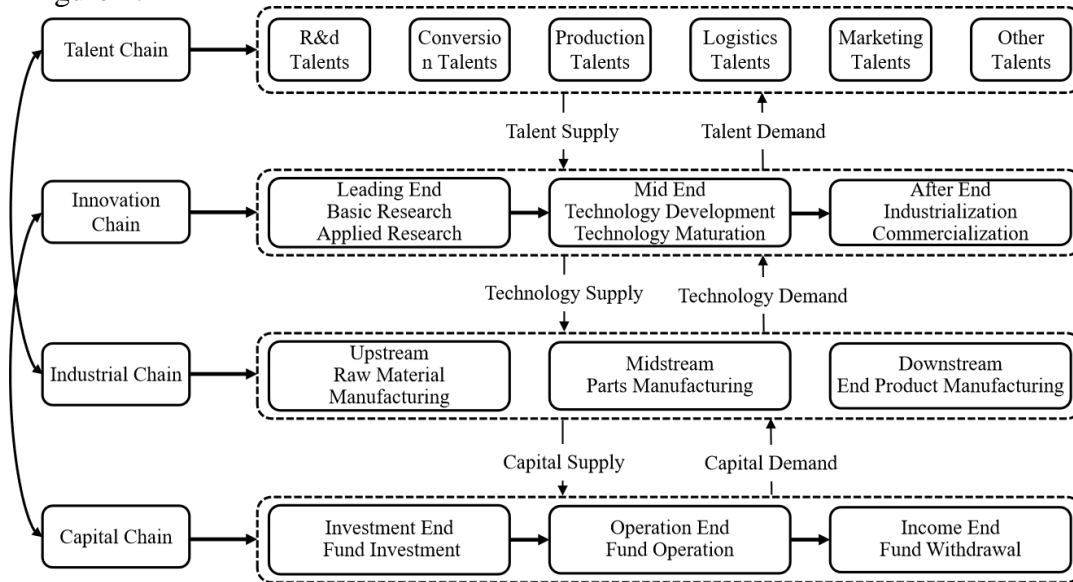 Talent Chain
R&d
Talents
Conversio
n Talents
Production
Talents
Logistics
Talents
Marketing
Talents
Other
Talents
Talent Supply
Talent Demand
Innovation
Chain
Leading End
Basic Research
Applied Research
Mid End
Technology Development
Technology Maturation
After End
Industrialization
Commercialization
Technology Supply
Technology Demand
Industrial Chain
Upstream
Raw Material
Manufacturing
Midstream
Parts Manufacturing
Downstream
End Product Manufacturing
Capital Supply
Capital Demand
Capital Chain
Investment End
Fund Investment
Operation End
Fund Operation
Income End
Fund Withdrawal